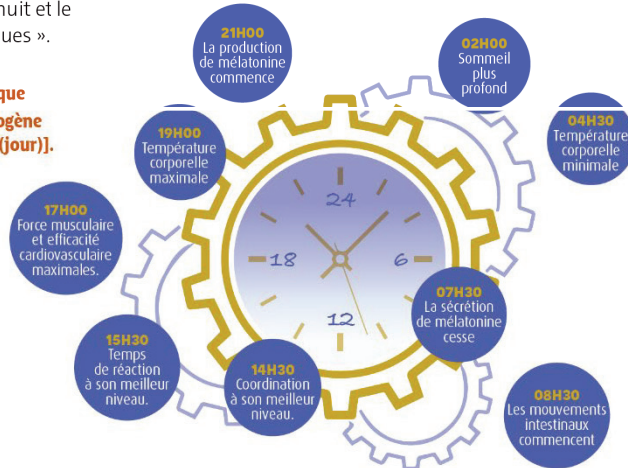 nuit et le
ques ».
que
ogène
(jour)].
21H00
La production
de mélatonine
commence
02H00
Sommeil
plus
profond
04H30
Température
corporelle
minimale
19H00
Température
corporelle
maximale
17H00
Force musculaire
et efficacité
cardiovasculaire
maximales.
24
18
6
12
07H30
La sécrétion
de mélatonine
cesse
15H30
Temps
de réaction
à son meilleur
niveau.
14H30
Coordination
à son meilleur
niveau.
08H30
Les mouvements
intestinaux
commencent